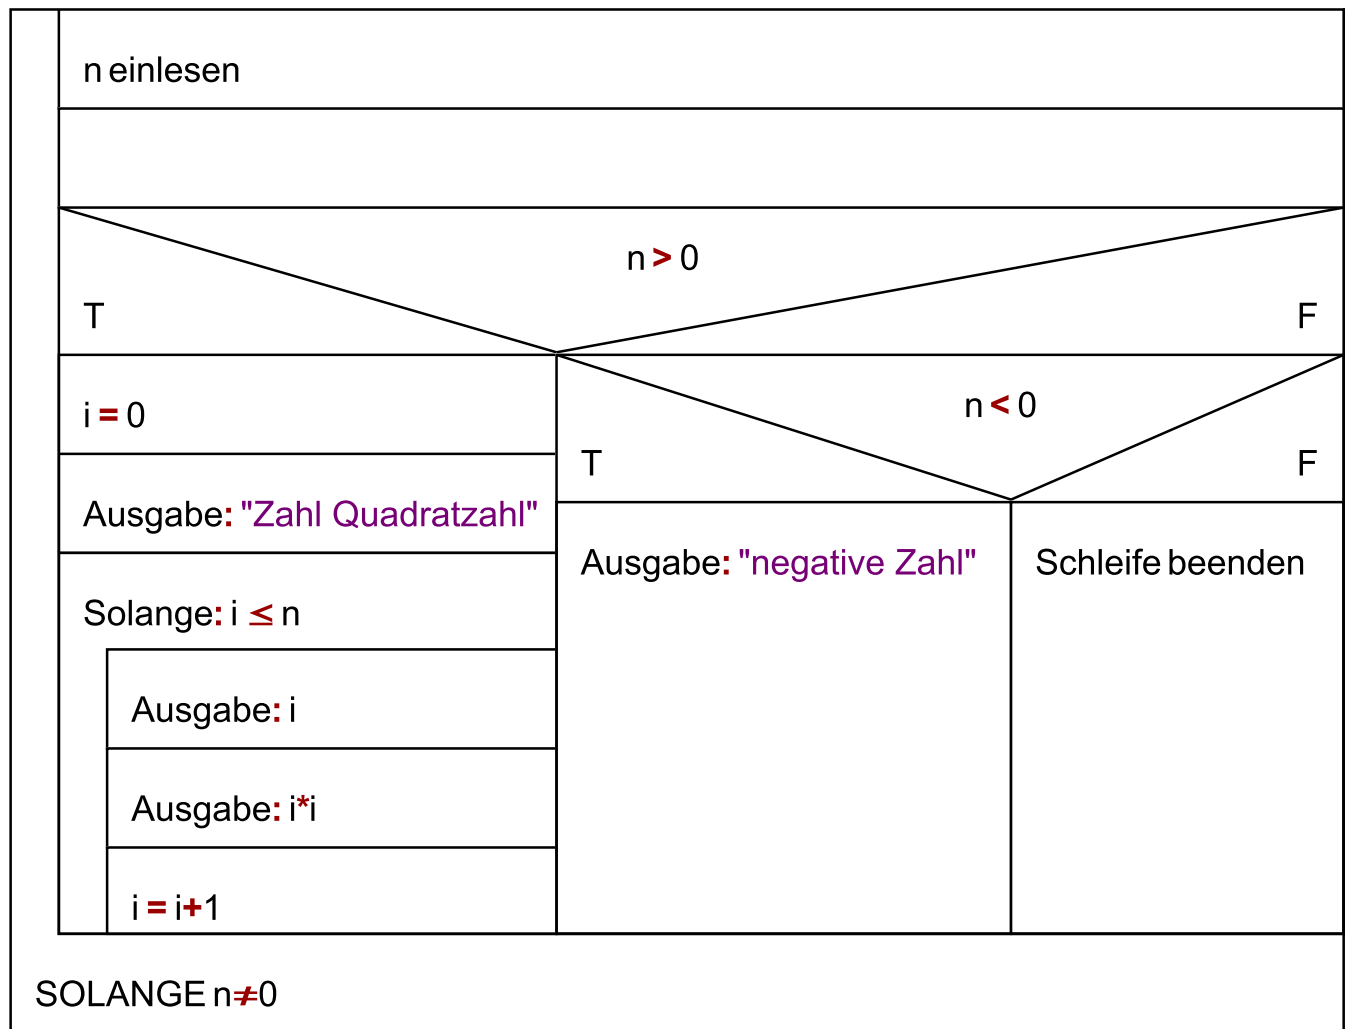 n einlesen
n > 0
T
F
i = 0
n < 0
T
F
Ausgabe: "Zahl Quadratzahl"
Ausgabe: "negative Zahl"
Schleife beenden
Solange: i ≤ n
Ausgabe: i
Ausgabe: i*i
i = i+1
SOLANGE n≠0